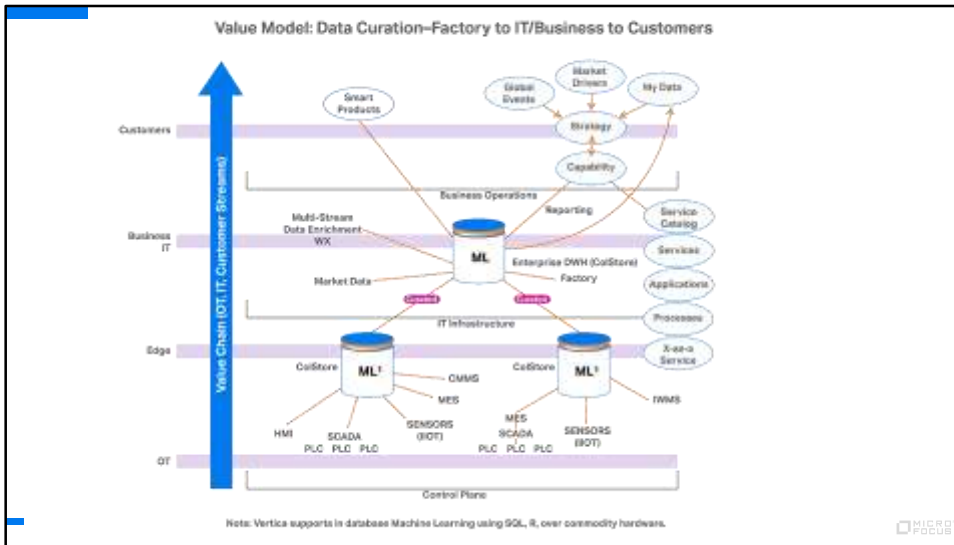 Value Model: Data Curation–Factory to IT/Business to Customers
Value Chain (OT, IT, Customer Streams)
Customers
Business
IT
Edge
OT
Smart
Products
Global
Events
Market
Drivers
My Data
Strategy
Capability
Business Operations
Reporting
Service
Catalog
Services
Applications
Processes
X-as-a
Service
Multi-Stream
Data Enrichment
WX
Market Data
ML
Enterprise DWH (ColStore)
Factory
Curated
Curated
IT Infrastructure
ColStore
ML¹
CMMS
MES
SENSORS
(IIOT)
HMI
SCADA
PLC PLC PLC
ColStore
ML¹
IWMS
MES
SCADA
PLC PLC PLC
SENSORS
(IIOT)
Control Plane
Note: Vertica supports in database Machine Learning using SQL, R, over commodity hardware.
MICRO
FOCUS